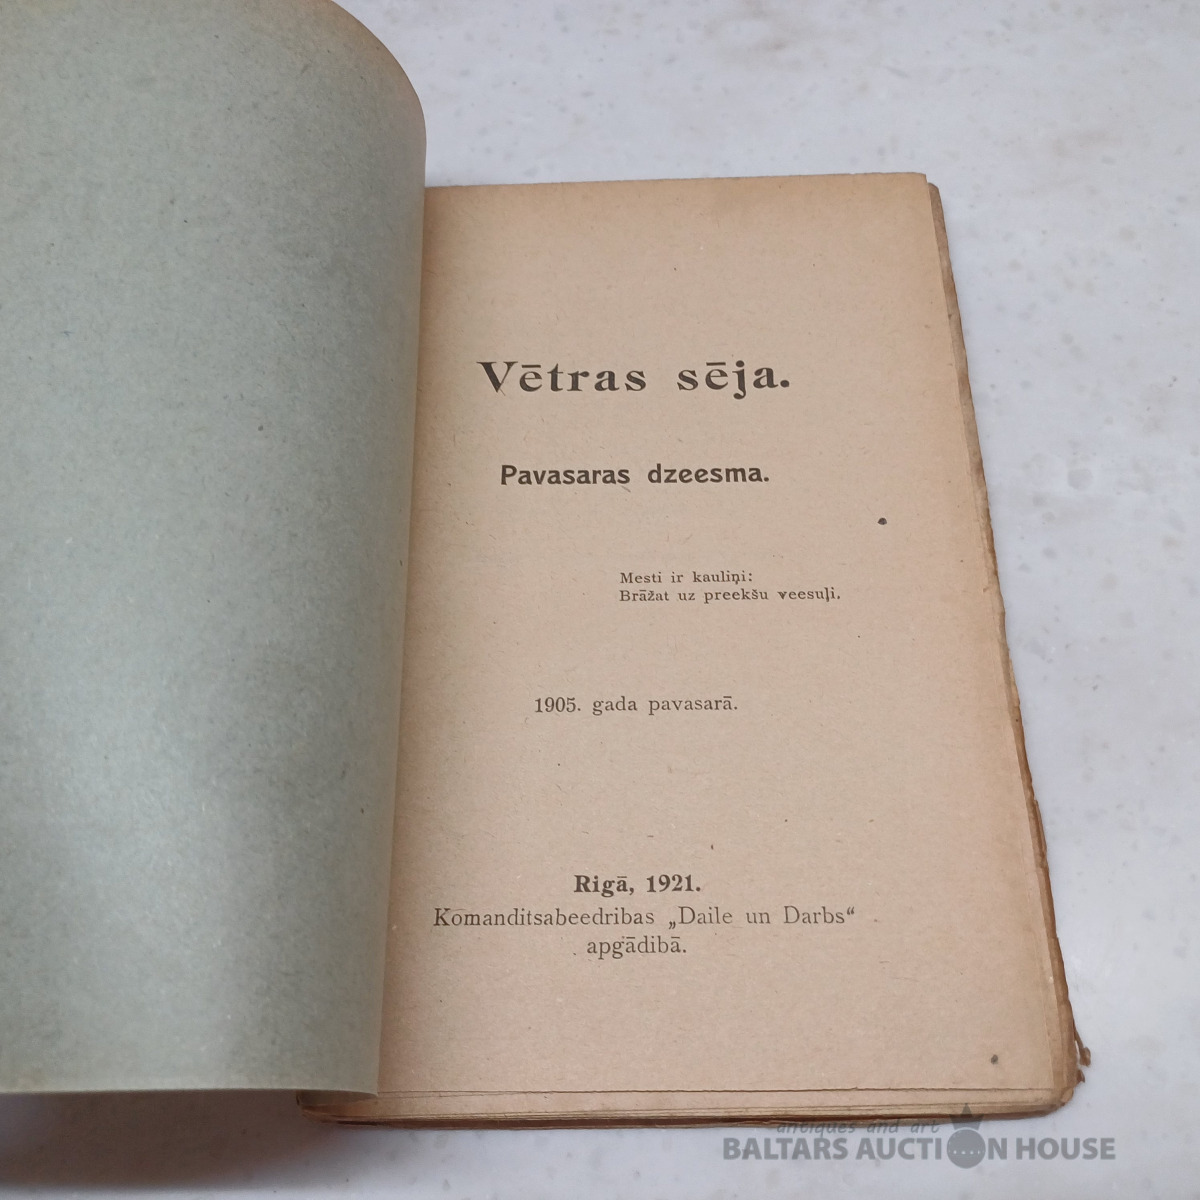 Vētras sēja.
Pavasaras dzeesma.
Mesti ir kauliņi:
Brāžat uz preekšu veesuļi.
1905. gada pavasarā.
Rigā, 1921.
Komanditsabeedribas „Daile un Darbs“
apgādibā.
antiques and art
BALTARS AUCTION HOUSE